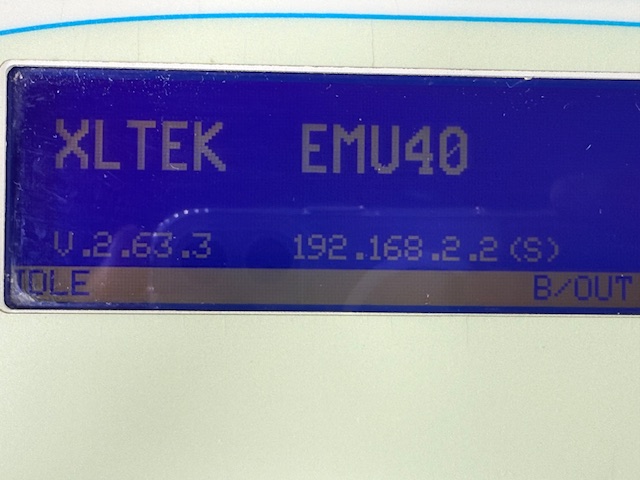 XLTEK EMU40
V.2.63.3 192.168.2.2(S)
IDLE B/OUT